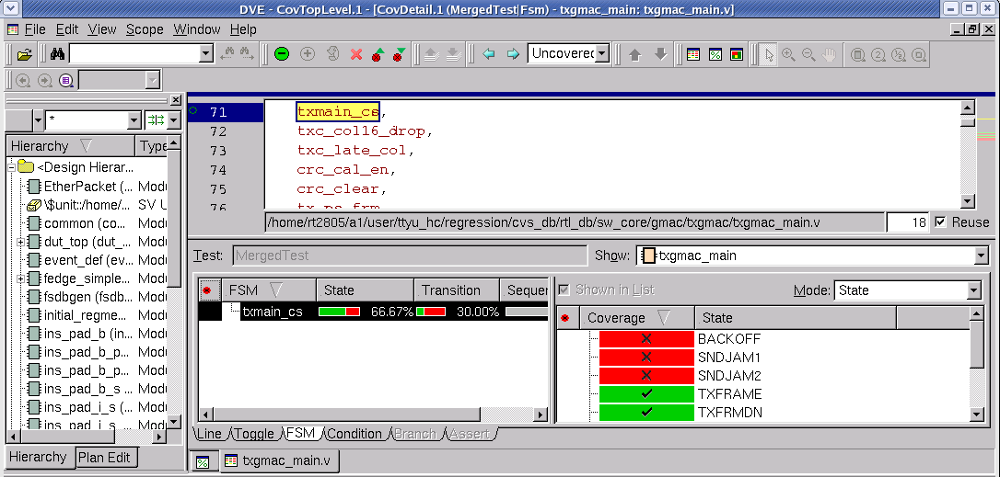 DVE - CovTopLevel.1 - [CovDetail.1 (MergedTest|Fsm) - txgmac_main: txgmac_main.v]
File Edit View Scope Window Help
Uncovered
*
Hierarchy Type
<Design Hierar...
EtherPacket (... Modu
\$unit::/home/... SV U
common (co... Modu
dut_top (dut_... Modu
event_def (ev... Modu
fedge_simple... Modu
fsdbgen (fsdb... Modu
initial_regme... Modu
ins_pad_b (in... Modu
ins_pad_b_p... Modu
ins_pad_b_p... Modu
ins_pad_b_s ... Modu
ins_pad_i_s (... Modu
ins_pad_i_s (... Modu
Hierarchy Plan Edit
71 txmain_cs,
72 txc_col16_drop,
73 txc_late_col,
74 crc_cal_en,
75 crc_clear,
76 tx_ps_frm
/home/rt2805/a1/user/ttyu_hc/regression/cvs_db/rtl_db/sw_core/gmac/txgmac/txgmac_main.v 18 Reuse
Test: MergedTest Show: txgmac_main
FSM State Transition Sequen
txmain_cs 66.67% 30.00%
Shown in List Mode: State
Coverage State
BACKOFF
SNDJAM1
SNDJAM2
TXFRAME
TXFRMDN
Line Toggle FSM Condition Branch Assert
txgmac_main.v